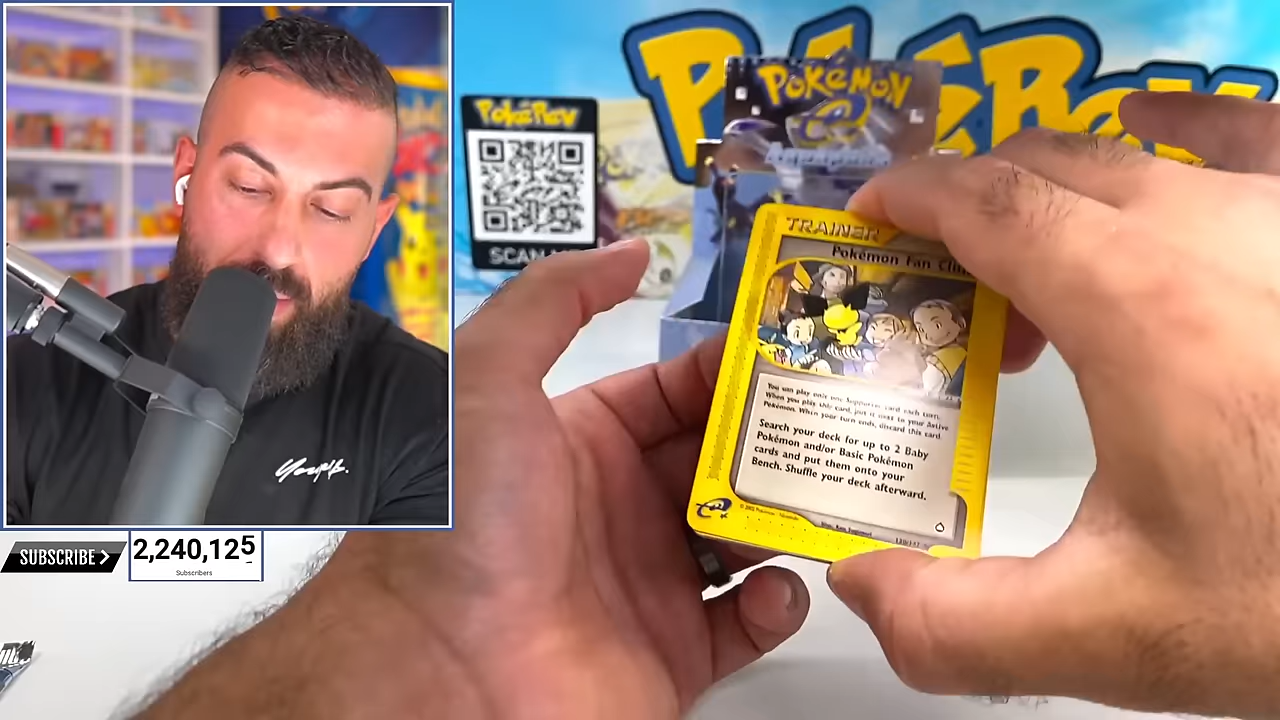 PokéRev
PokéRev
SCAN
POKéMON
e
TRAINER
Pokémon Fan Clu
You can play only one Supporter card each turn.
When you play this card, put it next to your Active
Pokémon. When your turn ends, discard this card.
Search your deck for up to 2 Baby
Pokémon and/or Basic Pokémon
cards and put them onto your
Bench. Shuffle your deck afterward.
SUBSCRIBE
2,240,125
Subscribers